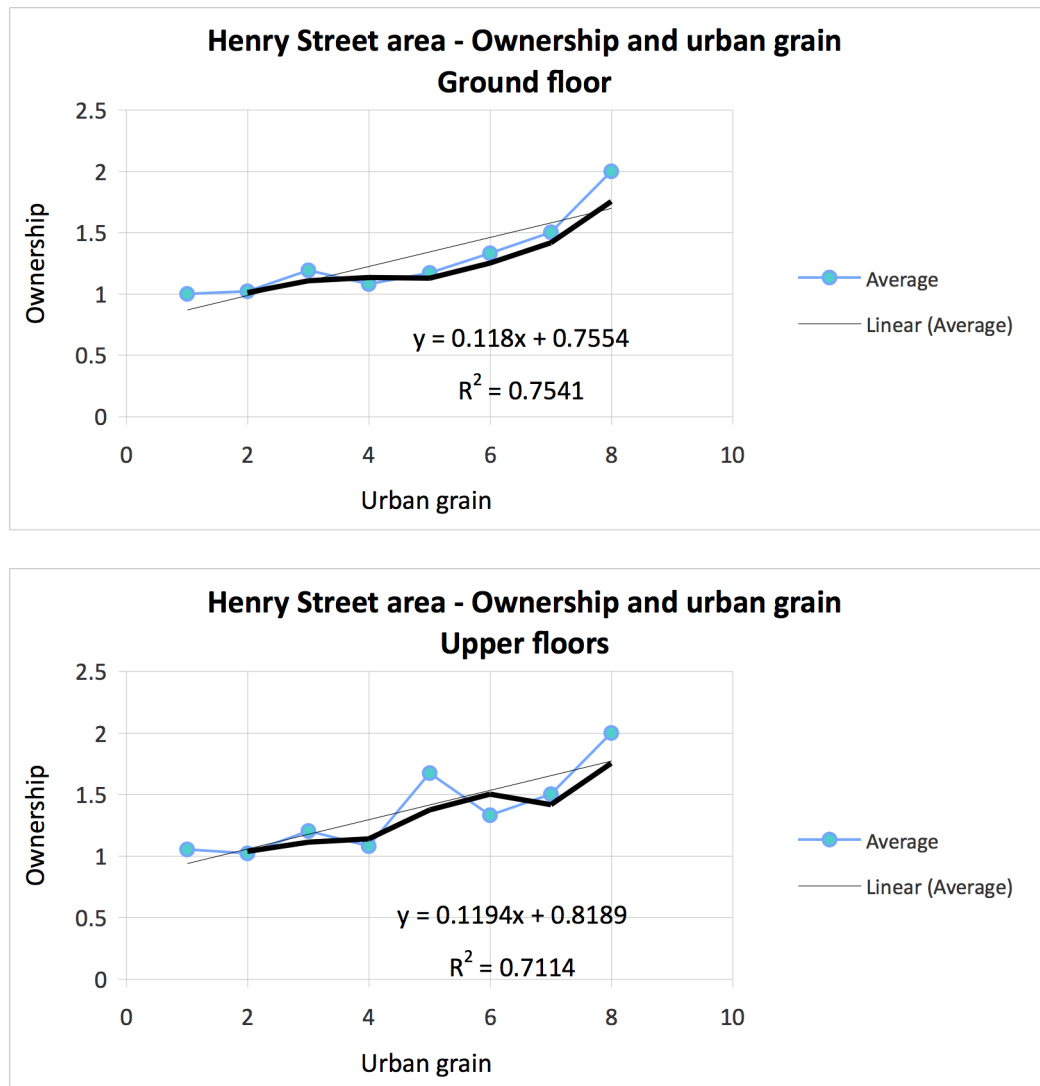 Henry Street area - Ownership and urban grain
Ground floor
2.5
2
1.5
1
0.5
0
0 2 4 6 8 10
Ownership
Urban grain
y = 0.118x + 0.7554
R² = 0.7541
Average
Linear (Average)
Henry Street area - Ownership and urban grain
Upper floors
2.5
2
1.5
1
0.5
0
0 2 4 6 8 10
Ownership
Urban grain
y = 0.1194x + 0.8189
R² = 0.7114
Average
Linear (Average)